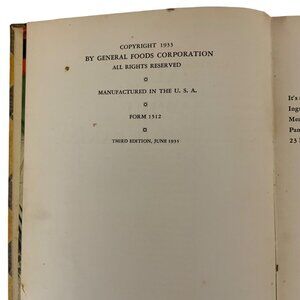 COPYRIGHT 1933
BY GENERAL FOODS CORPORATION
ALL RIGHTS RESERVED
MANUFACTURED IN THE U. S. A.
FORM 1512
THIRD EDITION, JUNE 1935
It's
Ingr
Mea
Pan
23